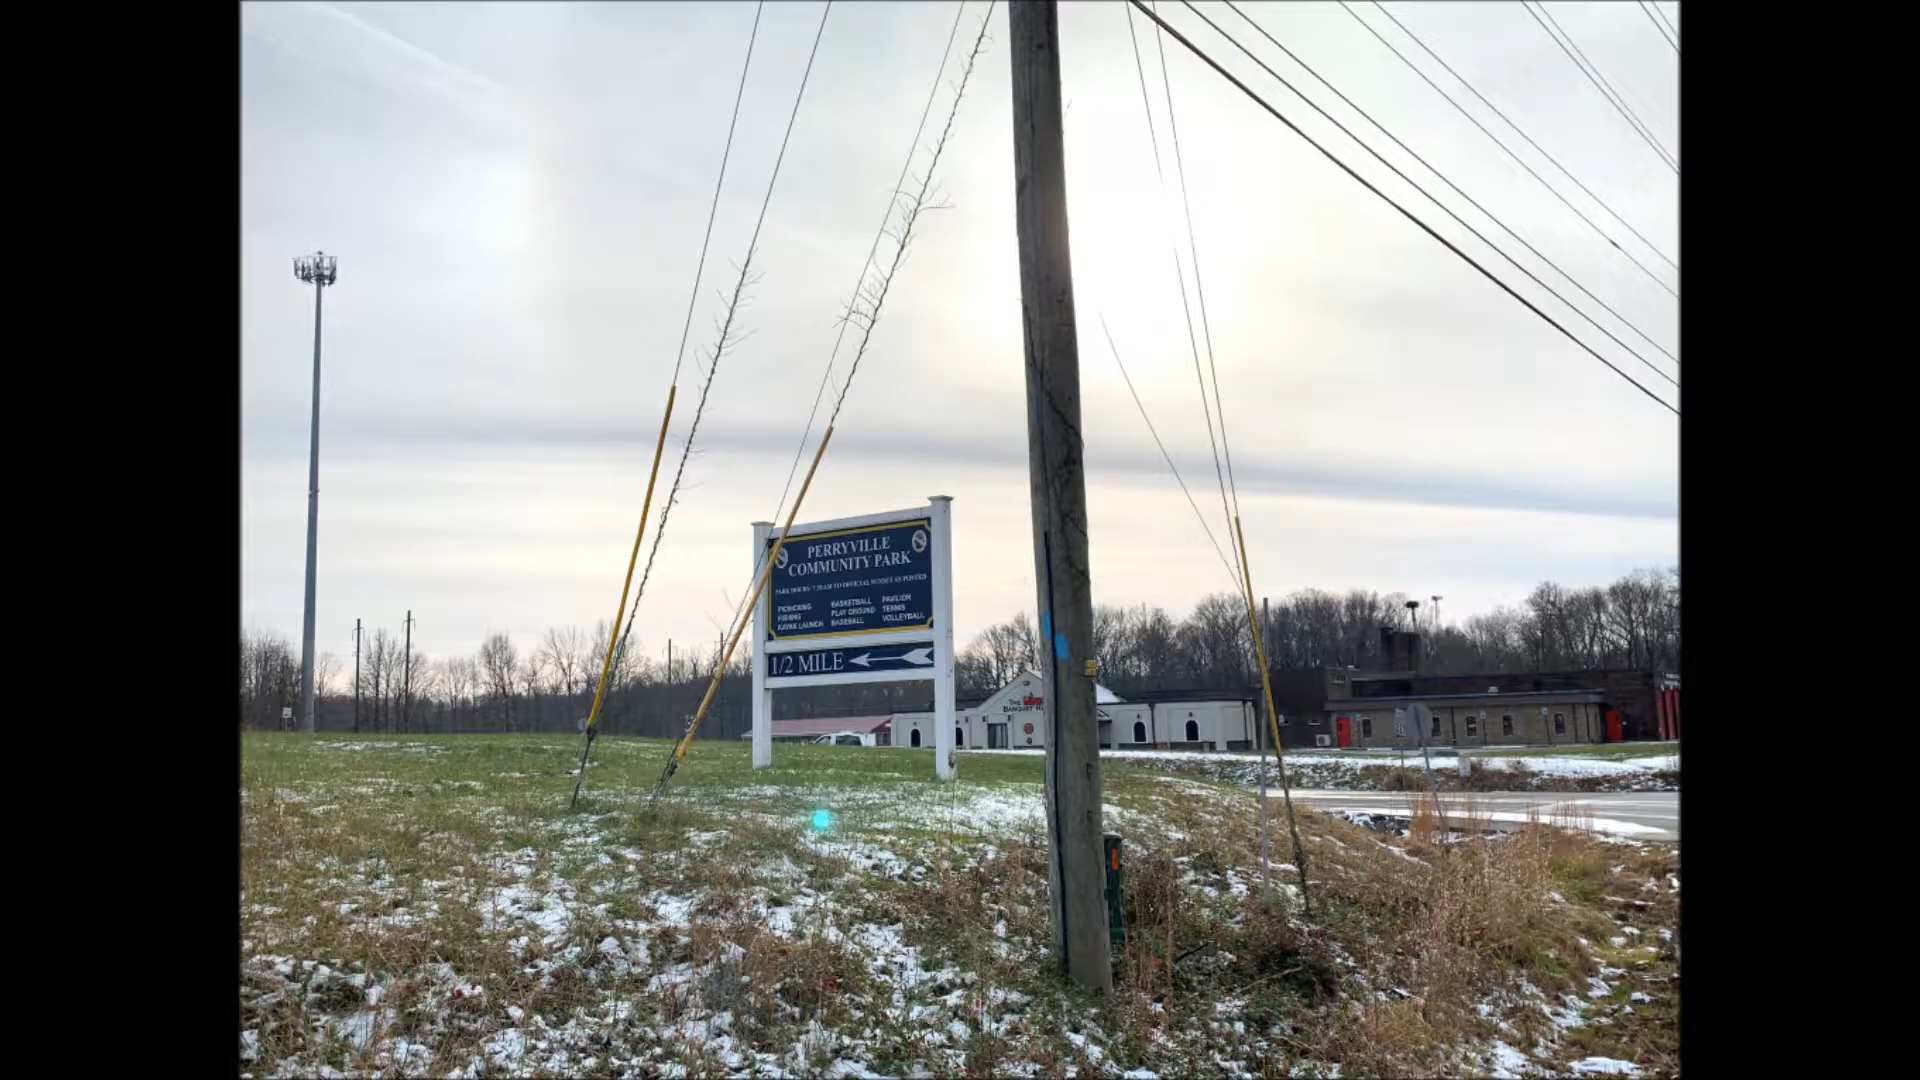 PERRYVILLE
COMMUNITY PARK
PARK HOURS: 7:30 AM TO OFFICIAL SUNSET AS POSTED
PICNICKING BASKETBALL PAVILION
FISHING PLAY GROUND TENNIS
KAYAK LAUNCH BASEBALL VOLLEYBALL
1/2 MILE
THE
BANQUET